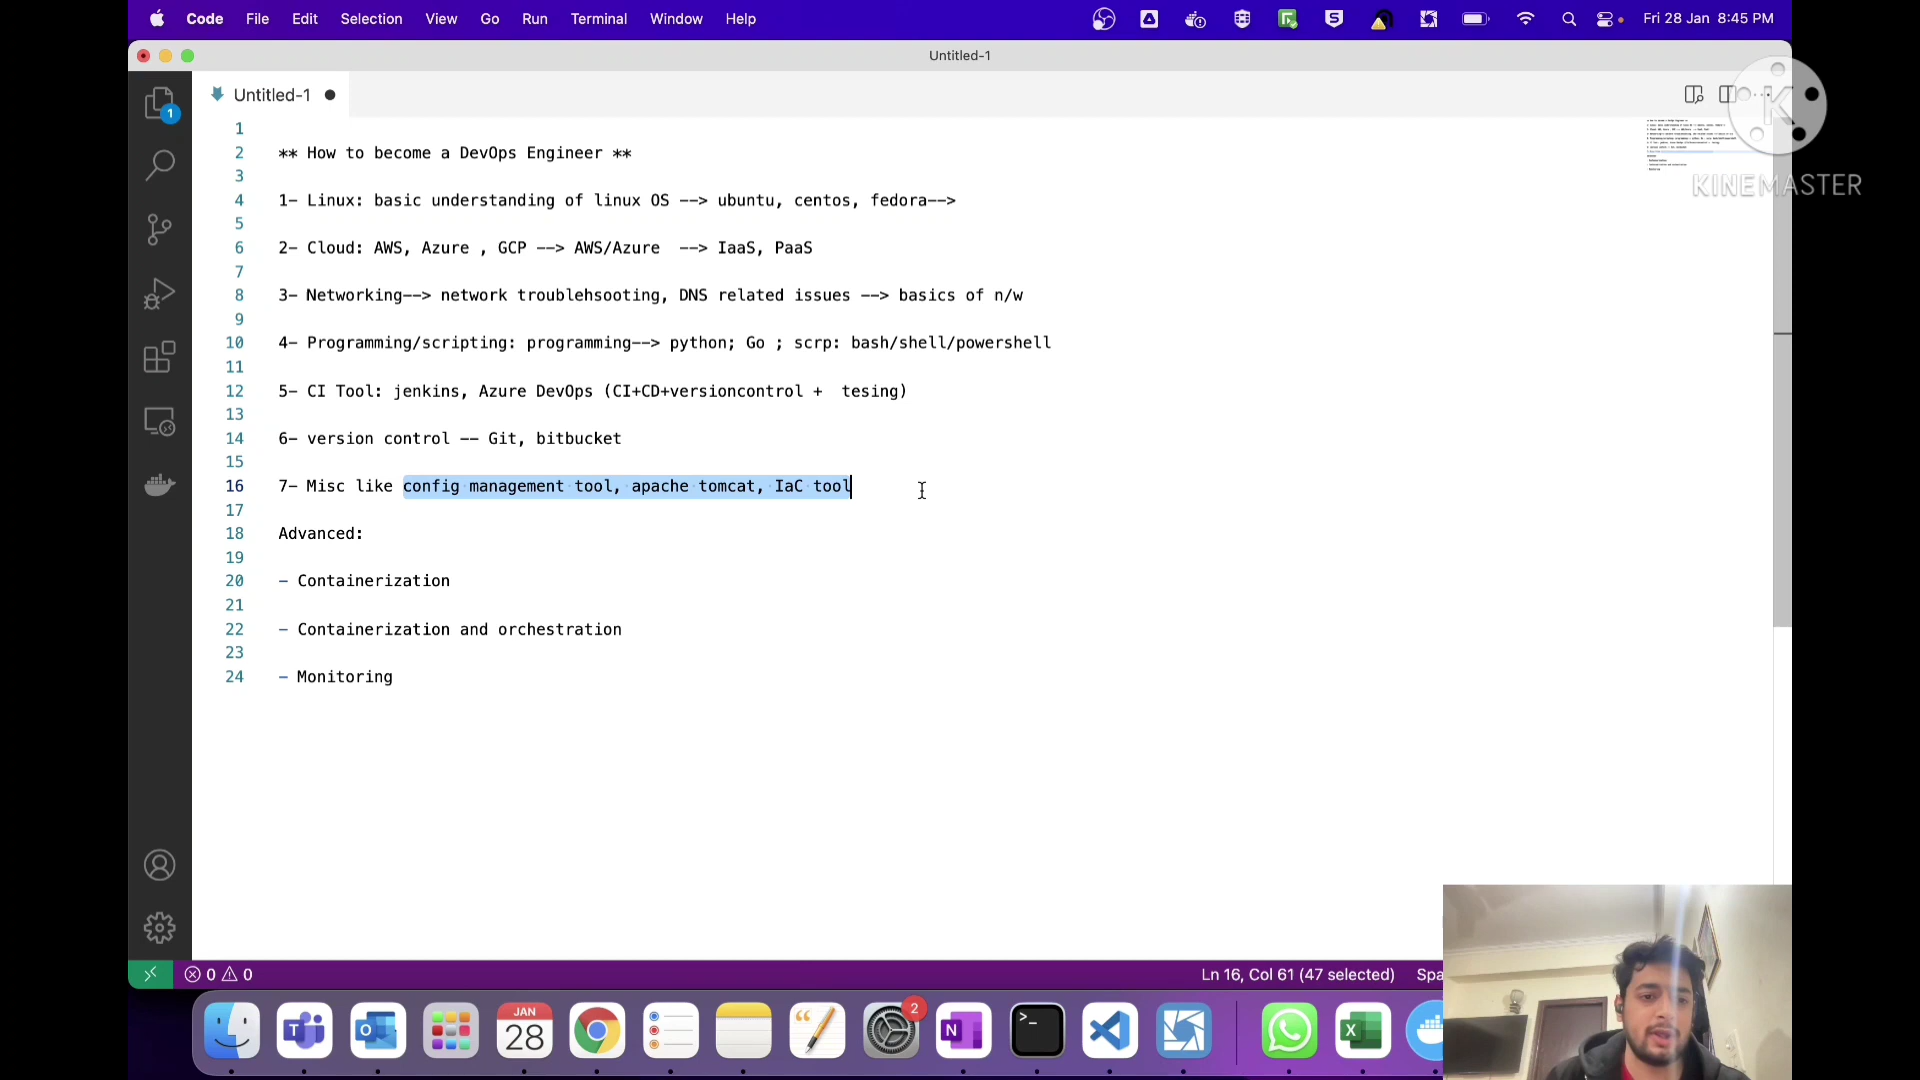 Code File Edit Selection View Go Run Terminal Window Help Fri 28 Jan 8:45 PM
Untitled-1
Untitled-1
KINEMASTER
1
2 ** How to become a DevOps Engineer **
3
4 1- Linux: basic understanding of linux OS --> ubuntu, centos, fedora-->
5
6 2- Cloud: AWS, Azure , GCP --> AWS/Azure --> IaaS, PaaS
7
8 3- Networking--> network troublehsooting, DNS related issues --> basics of n/w
9
10 4- Programming/scripting: programming--> python; Go ; scrp: bash/shell/powershell
11
12 5- CI Tool: jenkins, Azure DevOps (CI+CD+versioncontrol + tesing)
13
14 6- version control -- Git, bitbucket
15
16 7- Misc like config management tool, apache tomcat, IaC tool
17
18 Advanced:
19
20 - Containerization
21
22 - Containerization and orchestration
23
24 - Monitoring
1
0 0 Ln 16, Col 61 (47 selected) Spa
JAN
28
2